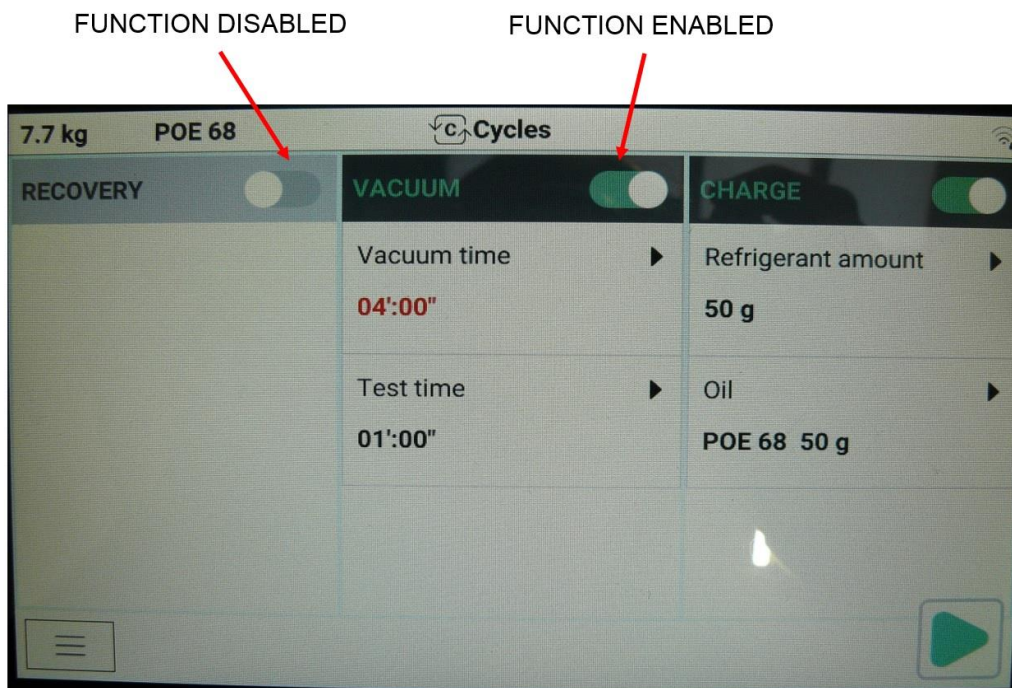 FUNCTION DISABLED
FUNCTION ENABLED
7.7 kg POE 68 C Cycles
RECOVERY
VACUUM
Vacuum time
04':00"
Test time
01':00"
CHARGE
Refrigerant amount
50 g
Oil
POE 68 50 g